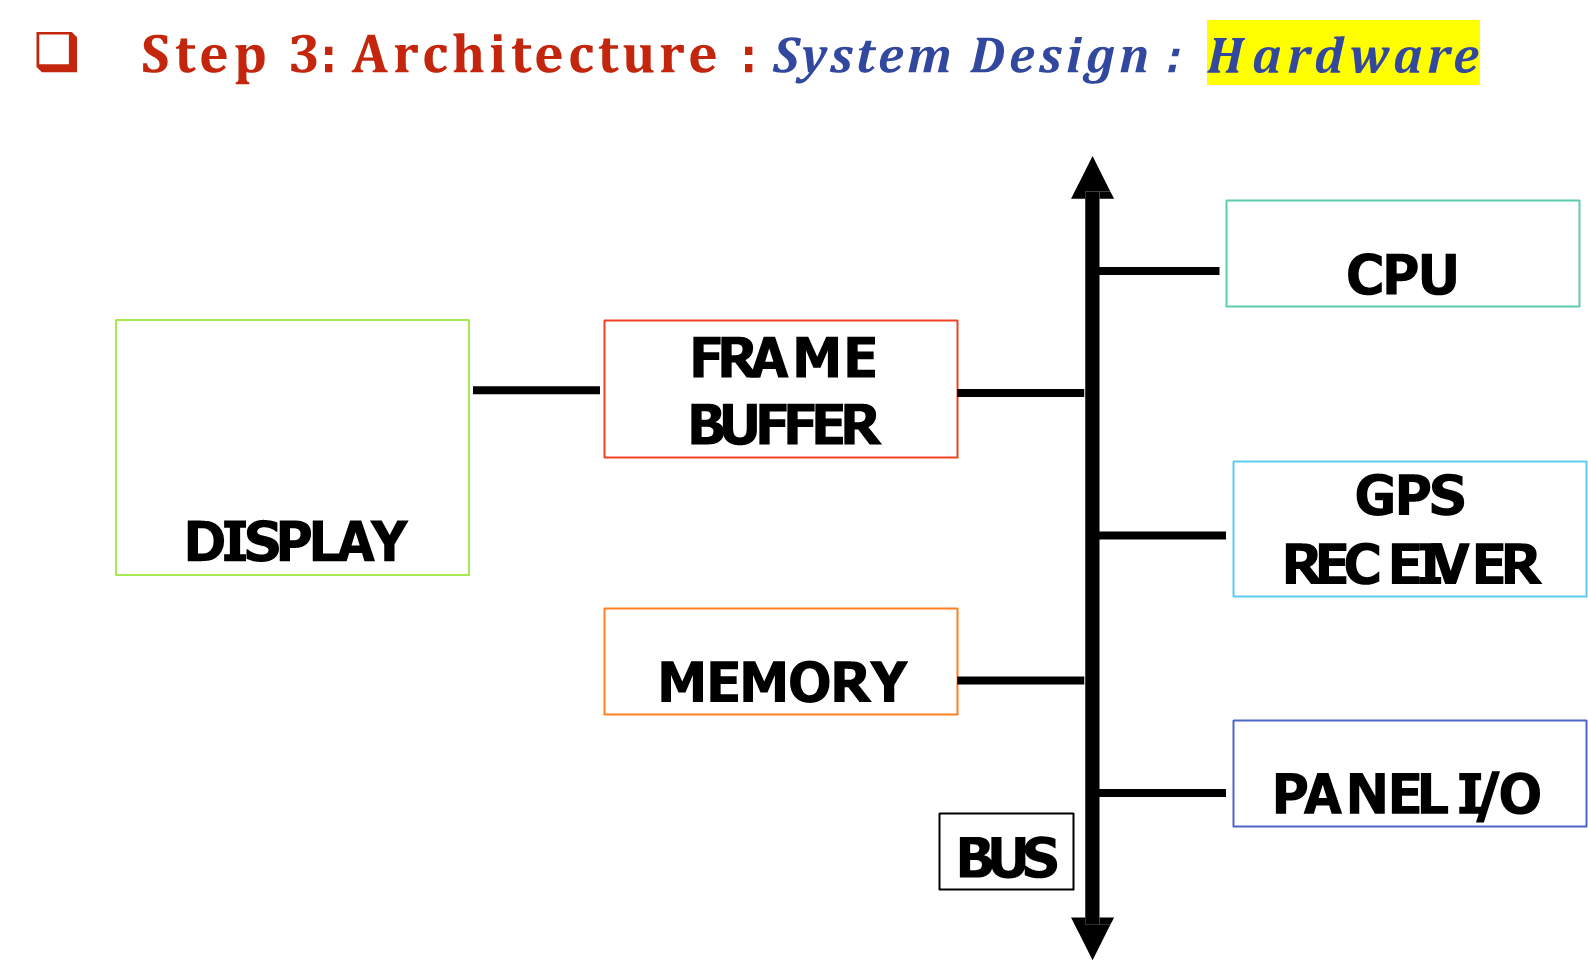 ❑ Step 3: Architecture : System Design : Hardware
CPU
FRAME
BUFFER
DISPLAY
GPS
RECEIVER
MEMORY
PANEL I/O
BUS